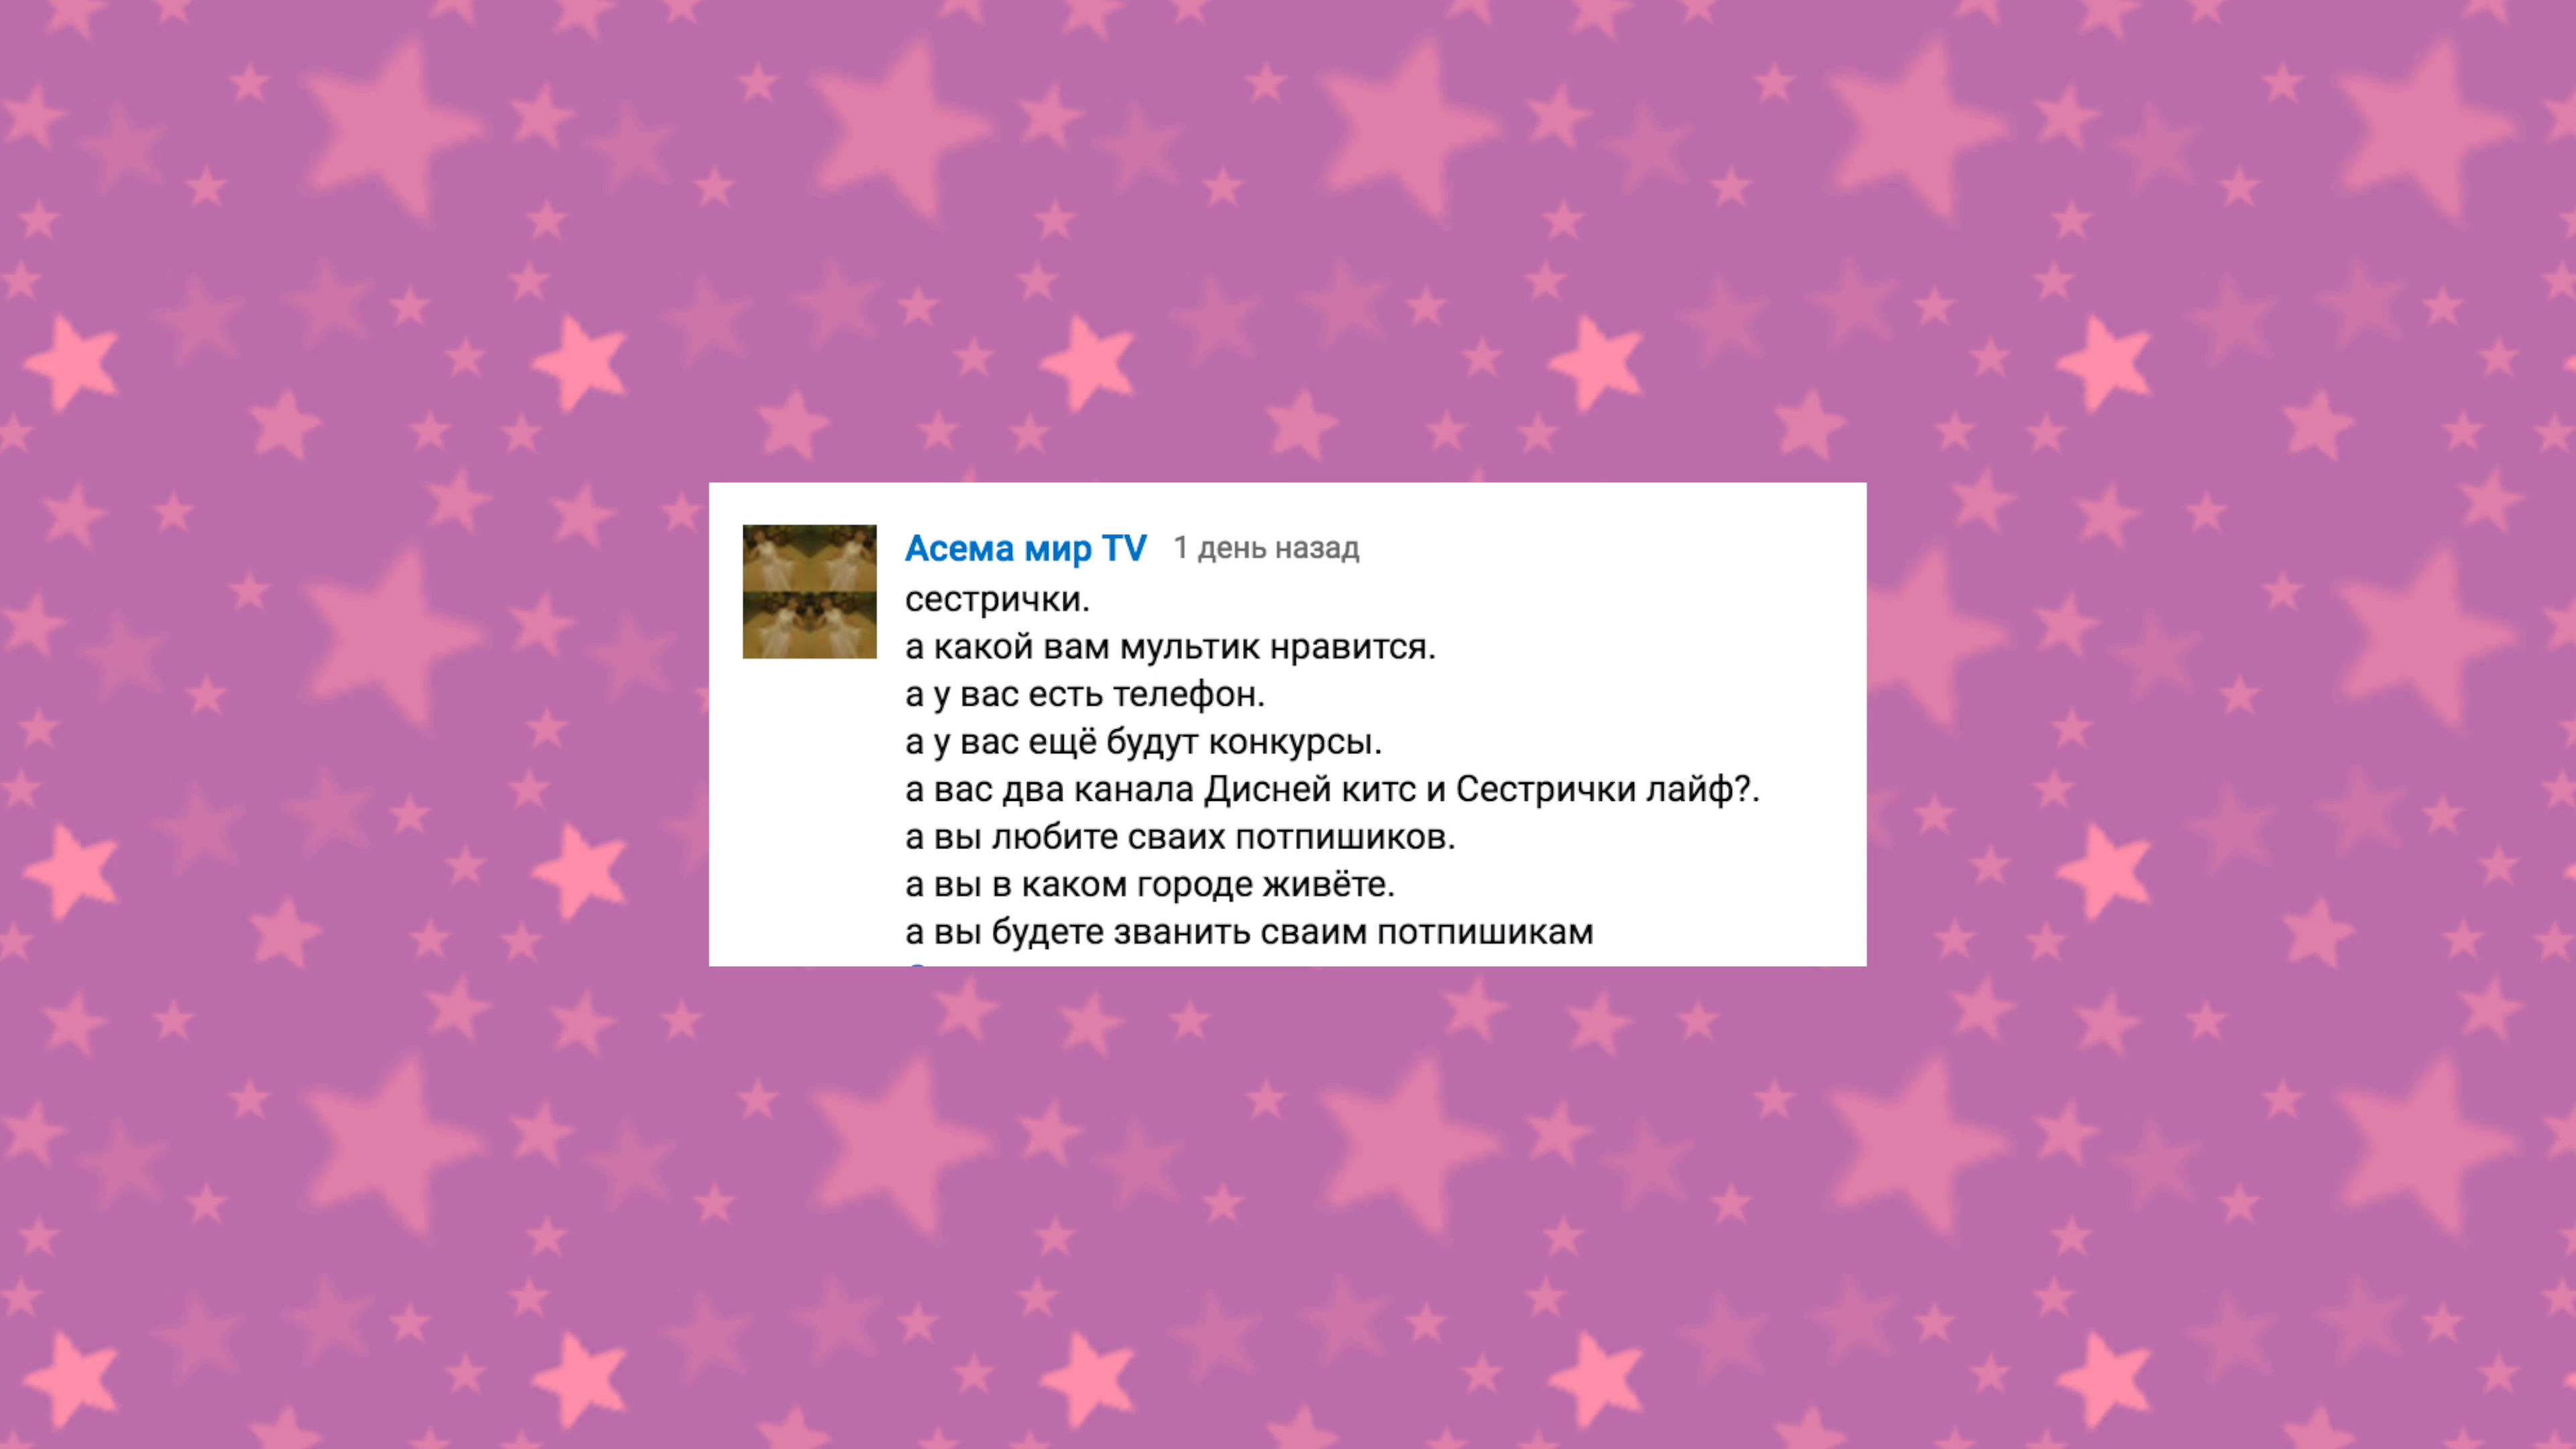 Асема мир TV 1 день назад
сестрички.
а какой вам мультик нравится.
а у вас есть телефон.
а у вас ещё будут конкурсы.
а вас два канала Дисней китс и Сестрички лайф?.
а вы любите сваих потпишиков.
а вы в каком городе живёте.
а вы будете званить сваим потпишикам